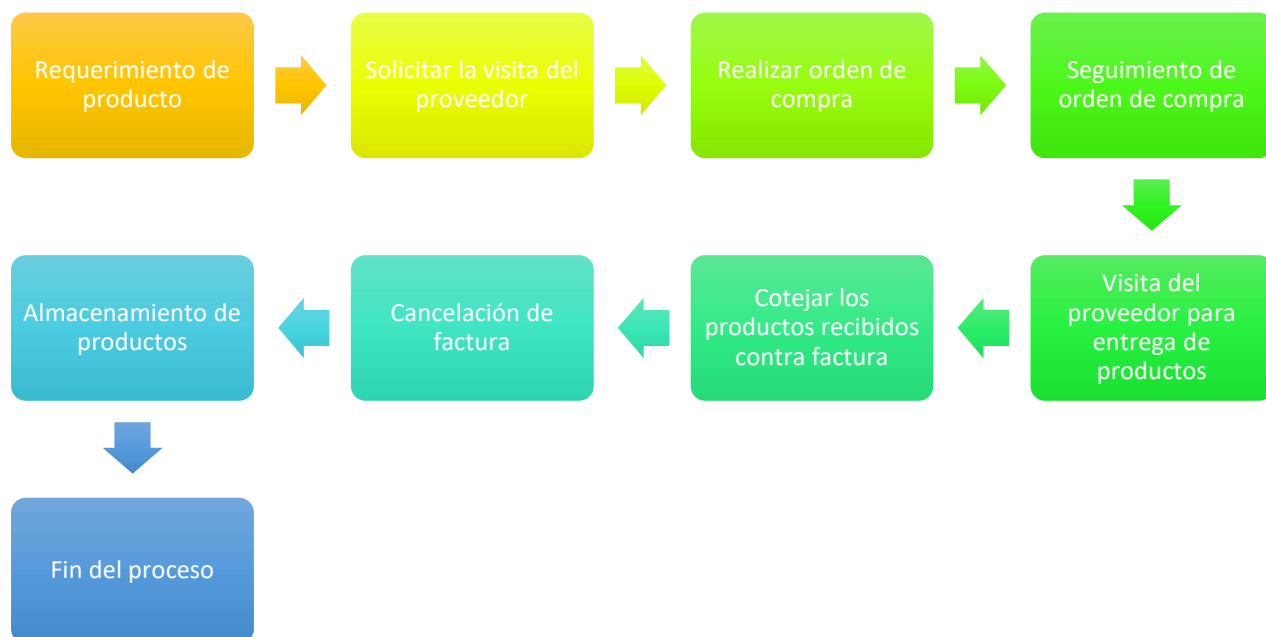 Requerimiento de
producto
Solicitar la visita del
proveedor
Realizar orden de
compra
Seguimiento de
orden de compra
Visita del
proveedor para
entrega de
productos
Cotejar los
productos recibidos
contra factura
Cancelación de
factura
Almacenamiento de
productos
Fin del proceso